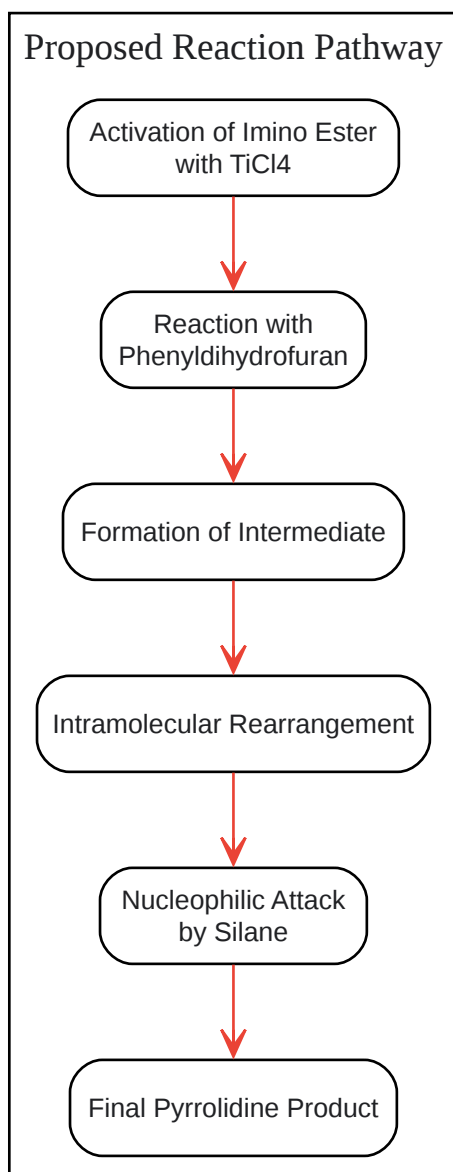 Proposed Reaction Pathway
Activation of Imino Ester
with TiCl4
Reaction with
Phenyldihydrofuran
Formation of Intermediate
Intramolecular Rearrangement
Nucleophilic Attack
by Silane
Final Pyrrolidine Product